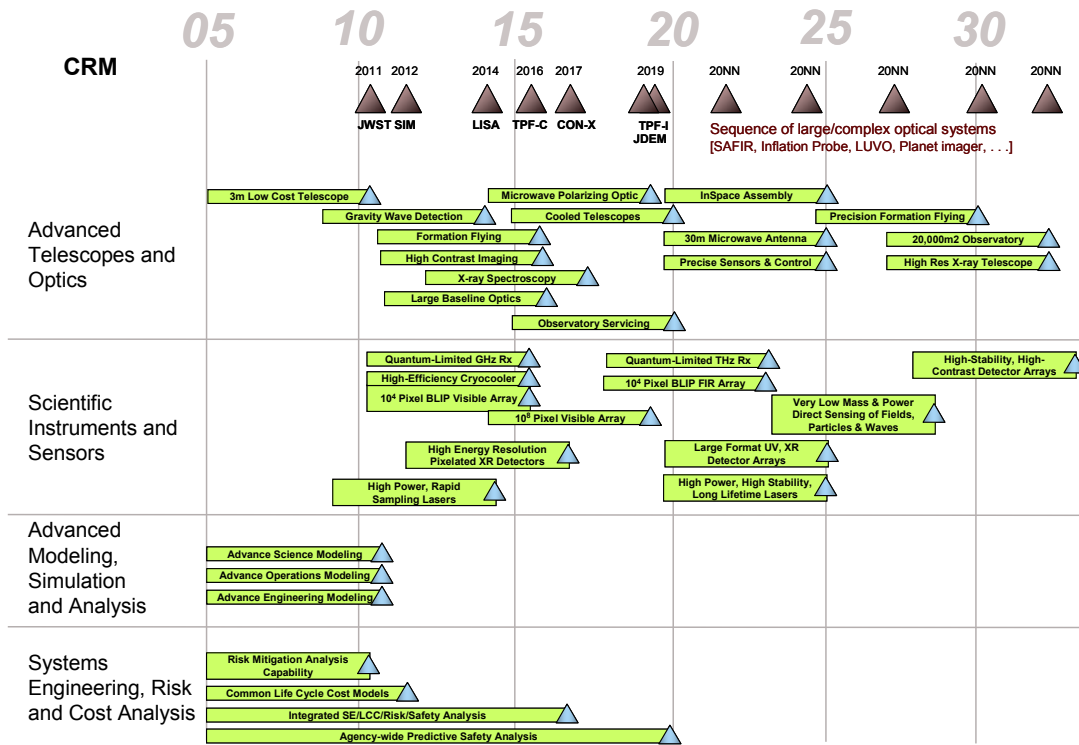 05
10
15
20
25
30
CRM
2011
2012
2014
2016
2017
2019
20NN
20NN
20NN
20NN
20NN
JWST
SIM
LISA
TPF-C
CON-X
TPF-I
JDEM
Sequence of large/complex optical systems
[SAFIR, Inflation Probe, LUVO, Planet imager, . . .]
Advanced
Telescopes and
Optics
3m Low Cost Telescope
Microwave Polarizing Optic
InSpace Assembly
Gravity Wave Detection
Cooled Telescopes
Precision Formation Flying
Formation Flying
30m Microwave Antenna
20,000m2 Observatory
High Contrast Imaging
Precise Sensors & Control
High Res X-ray Telescope
X-ray Spectroscopy
Large Baseline Optics
Observatory Servicing
Scientific
Instruments and
Sensors
Quantum-Limited GHz Rx
Quantum-Limited THz Rx
High-Stability, High-
Contrast Detector Arrays
High-Efficiency Cryocooler
10⁴ Pixel BLIP FIR Array
10⁴ Pixel BLIP Visible Array
Very Low Mass & Power
Direct Sensing of Fields,
Particles & Waves
10⁸ Pixel Visible Array
High Energy Resolution
Pixelated XR Detectors
Large Format UV, XR
Detector Arrays
High Power, Rapid
Sampling Lasers
High Power, High Stability,
Long Lifetime Lasers
Advanced
Modeling,
Simulation
and Analysis
Advance Science Modeling
Advance Operations Modeling
Advance Engineering Modeling
Systems
Engineering, Risk
and Cost Analysis
Risk Mitigation Analysis
Capability
Common Life Cycle Cost Models
Integrated SE/LCC/Risk/Safety Analysis
Agency-wide Predictive Safety Analysis